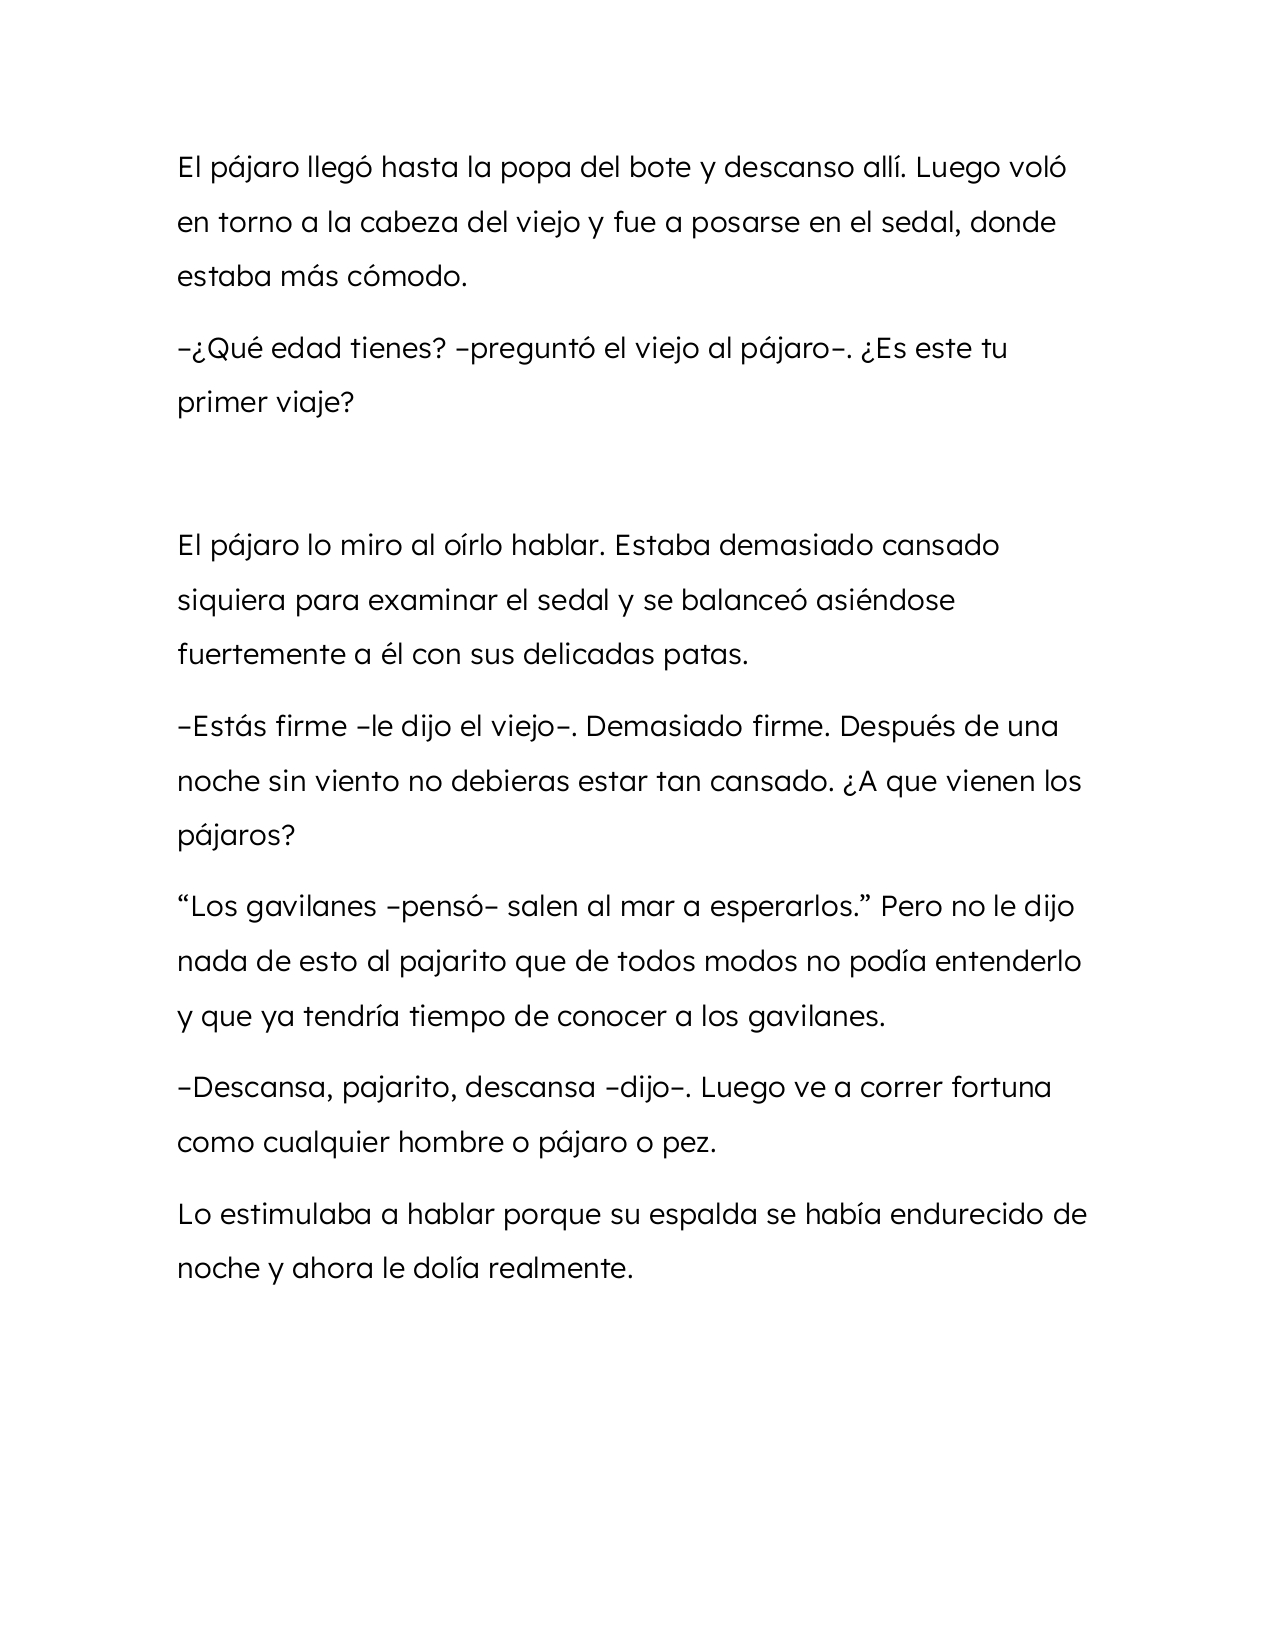 El pájaro llegó hasta la popa del bote y descanso allí. Luego voló
en torno a la cabeza del viejo y fue a posarse en el sedal, donde
estaba más cómodo.
–¿Qué edad tienes? –preguntó el viejo al pájaro–. ¿Es este tu
primer viaje?
El pájaro lo miro al oírlo hablar. Estaba demasiado cansado
siquiera para examinar el sedal y se balanceó asiéndose
fuertemente a él con sus delicadas patas.
–Estás firme –le dijo el viejo–. Demasiado firme. Después de una
noche sin viento no debieras estar tan cansado. ¿A que vienen los
pájaros?
“Los gavilanes –pensó– salen al mar a esperarlos.” Pero no le dijo
nada de esto al pajarito que de todos modos no podía entenderlo
y que ya tendría tiempo de conocer a los gavilanes.
–Descansa, pajarito, descansa –dijo–. Luego ve a correr fortuna
como cualquier hombre o pájaro o pez.
Lo estimulaba a hablar porque su espalda se había endurecido de
noche y ahora le dolía realmente.